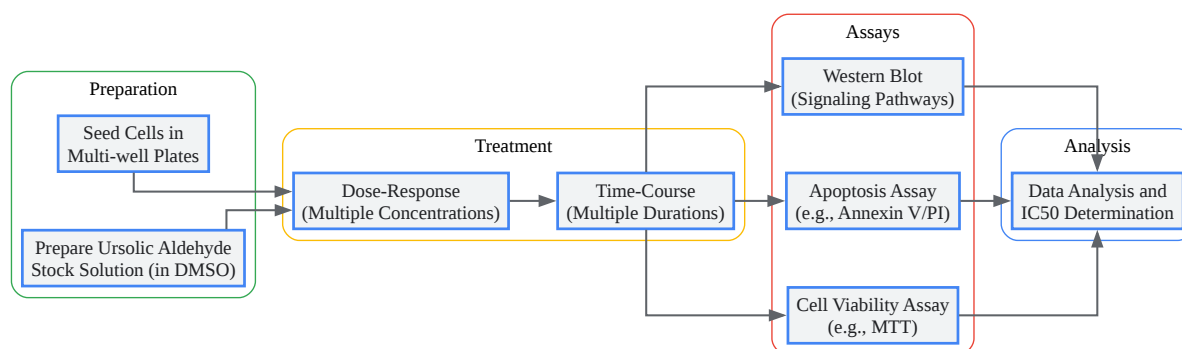 Preparation
Seed Cells in
Multi-well Plates
Prepare Ursolic Aldehyde
Stock Solution (in DMSO)
Treatment
Dose-Response
(Multiple Concentrations)
Time-Course
(Multiple Durations)
Assays
Western Blot
(Signaling Pathways)
Apoptosis Assay
(e.g., Annexin V/PI)
Cell Viability Assay
(e.g., MTT)
Analysis
Data Analysis and
IC50 Determination